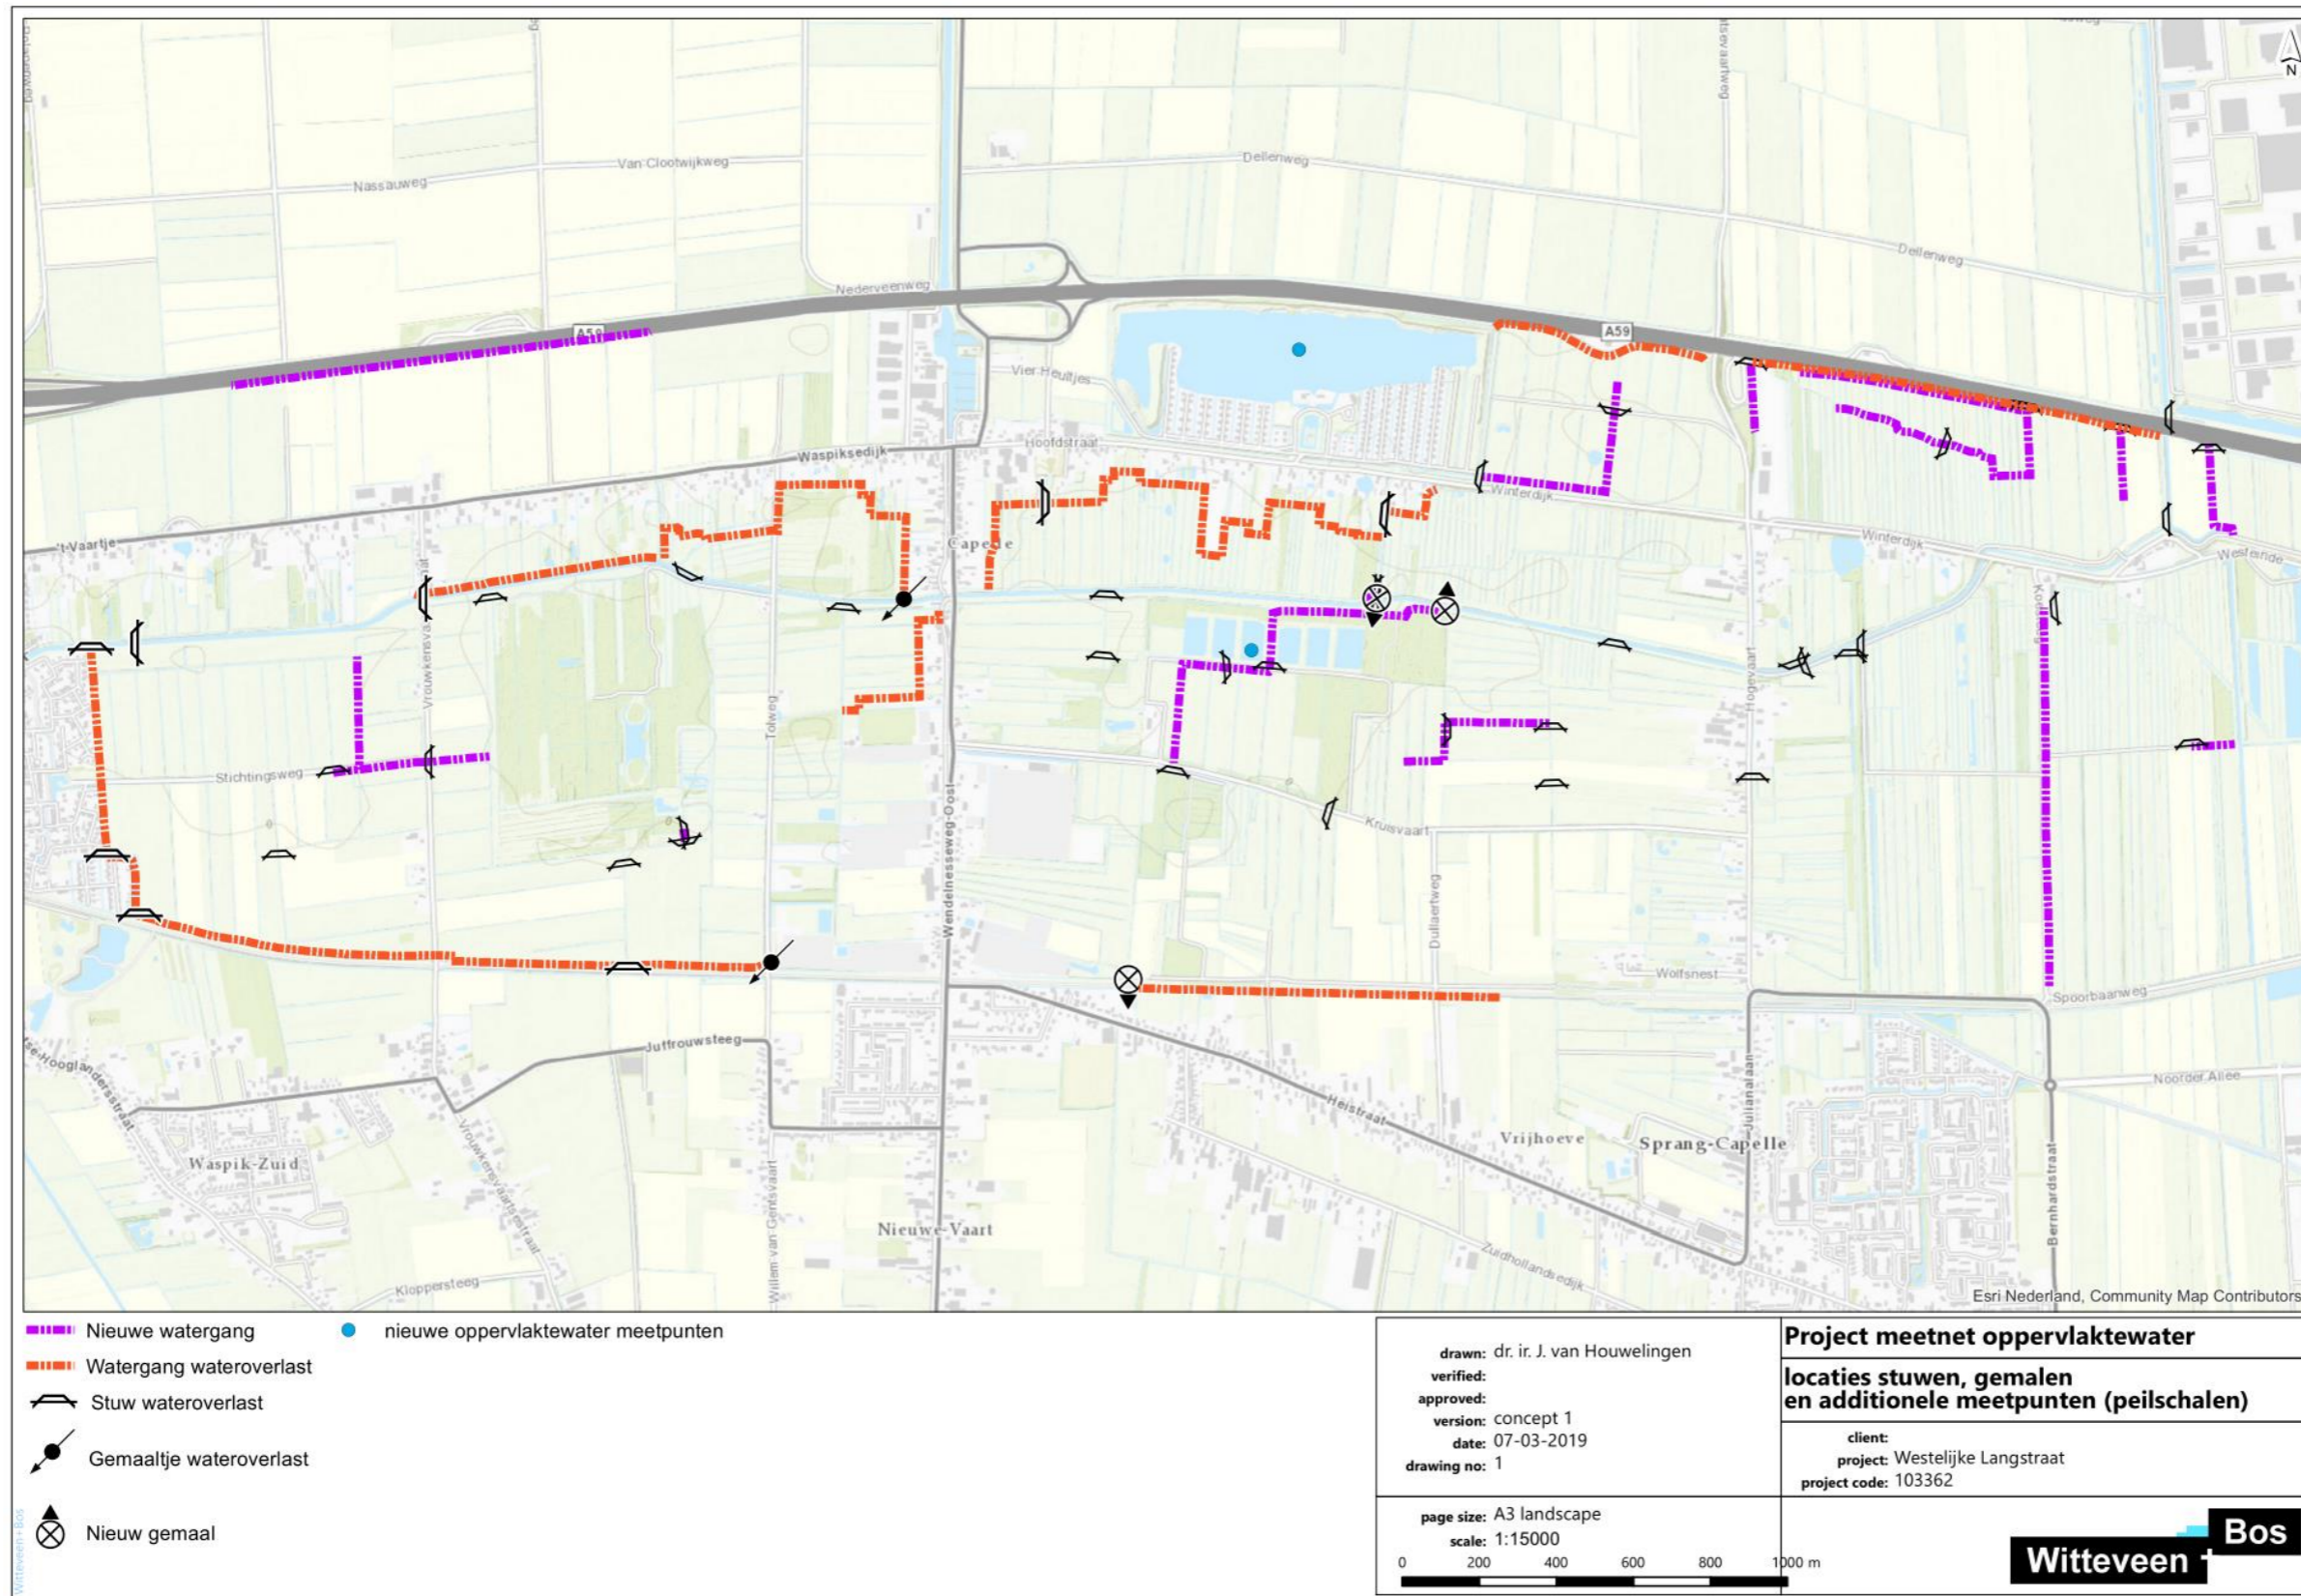 Nassauweg
Van Clootwijkweg
Dellenweg
Dellenweg
N
Nederveenweg
A59
A59
Vier Heultjes
Hoofdstraat
Waspiksedijk
Winterdijk
Winterdijk
Westeinde
't Vaartje
Capelle
Tolweg
Hogevaart
Stichtingsweg
Kruisvaart
Wendelnesseweg-Oost
Dullaertweg
Wolfsnest
Spoorbaanweg
Juffrouwsteeg
Julianalaan
Noorder Allee
Heistraat
Vrijhoeve
Sprang-Capelle
Waspik-Zuid
Vrouwkensvaartsestraat
Willem van Gentsvaart
Nieuwe-Vaart
Bernhardstraat
Zuidhollandsedijk
Kloppersteeg
Esri Nederland, Community Map Contributors
Nieuwe watergang
nieuwe oppervlaktewater meetpunten
Watergang wateroverlast
Stuw wateroverlast
Gemaaltje wateroverlast
Nieuw gemaal
Witteveen+Bos
drawn: dr. ir. J. van Houwelingen
verified:
approved:
version: concept 1
date: 07-03-2019
drawing no: 1
page size: A3 landscape
scale: 1:15000
0 200 400 600 800 1000 m
Project meetnet oppervlaktewater
locaties stuwen, gemalen
en additionele meetpunten (peilschalen)
client:
project: Westelijke Langstraat
project code: 103362
Witteveen + Bos